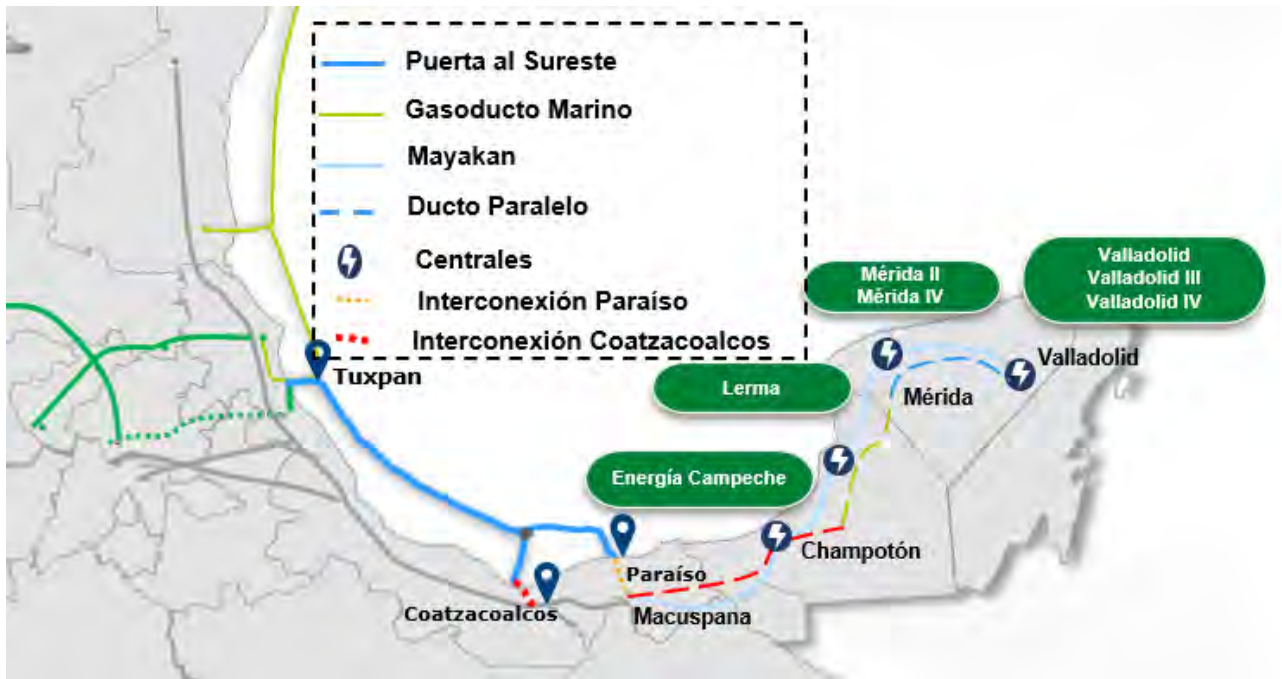 Puerta al Sureste
Gasoducto Marino
Mayakan
Ducto Paralelo
Centrales
Interconexión Paraíso
Interconexión Coatzacoalcos
Valladolid
Valladolid III
Valladolid IV
Mérida II
Mérida IV
Tuxpan
Valladolid
Lerma
Mérida
Energía Campeche
Champotón
Paraíso
Coatzacoalcos
Macuspana